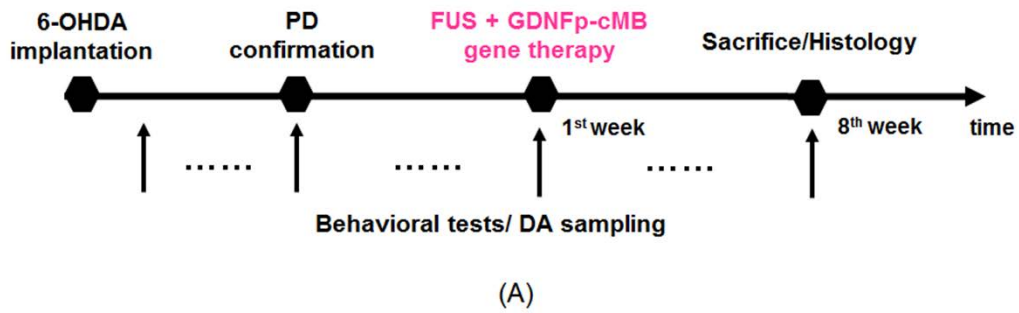 6-OHDA
implantation
PD
confirmation
FUS + GDNFp-cMB
gene therapy
Sacrifice/Histology
1st week
8th week
time
......
......
......
Behavioral tests/ DA sampling
(A)